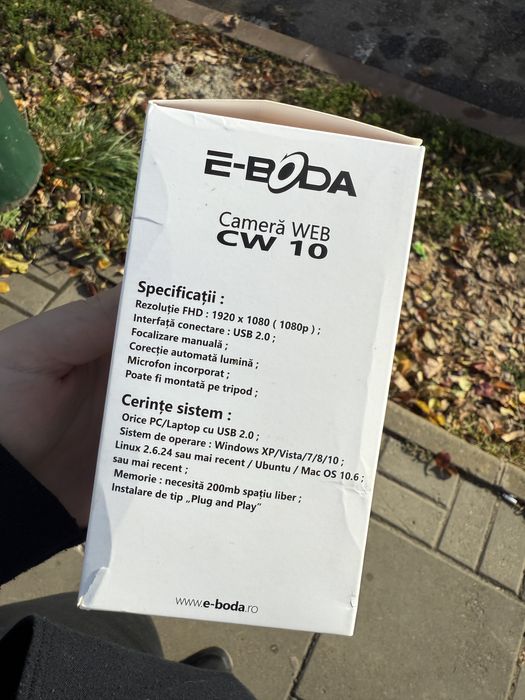 E-BODA
Cameră WEB
CW 10
Specificații :
Rezoluție FHD : 1920 x 1080 ( 1080p ) ;
Interfață conectare : USB 2.0 ;
Focalizare manuală ;
Corecție automată lumină ;
Microfon incorporat ;
Poate fi montată pe tripod ;
Cerințe sistem :
Orice PC/Laptop cu USB 2.0 ;
Sistem de operare : Windows XP/Vista/7/8/10 ;
Linux 2.6.24 sau mai recent / Ubuntu / Mac OS 10.6 ;
sau mai recent ;
Memorie : necesită 200mb spațiu liber ;
Instalare de tip „Plug and Play”
www.e-boda.ro